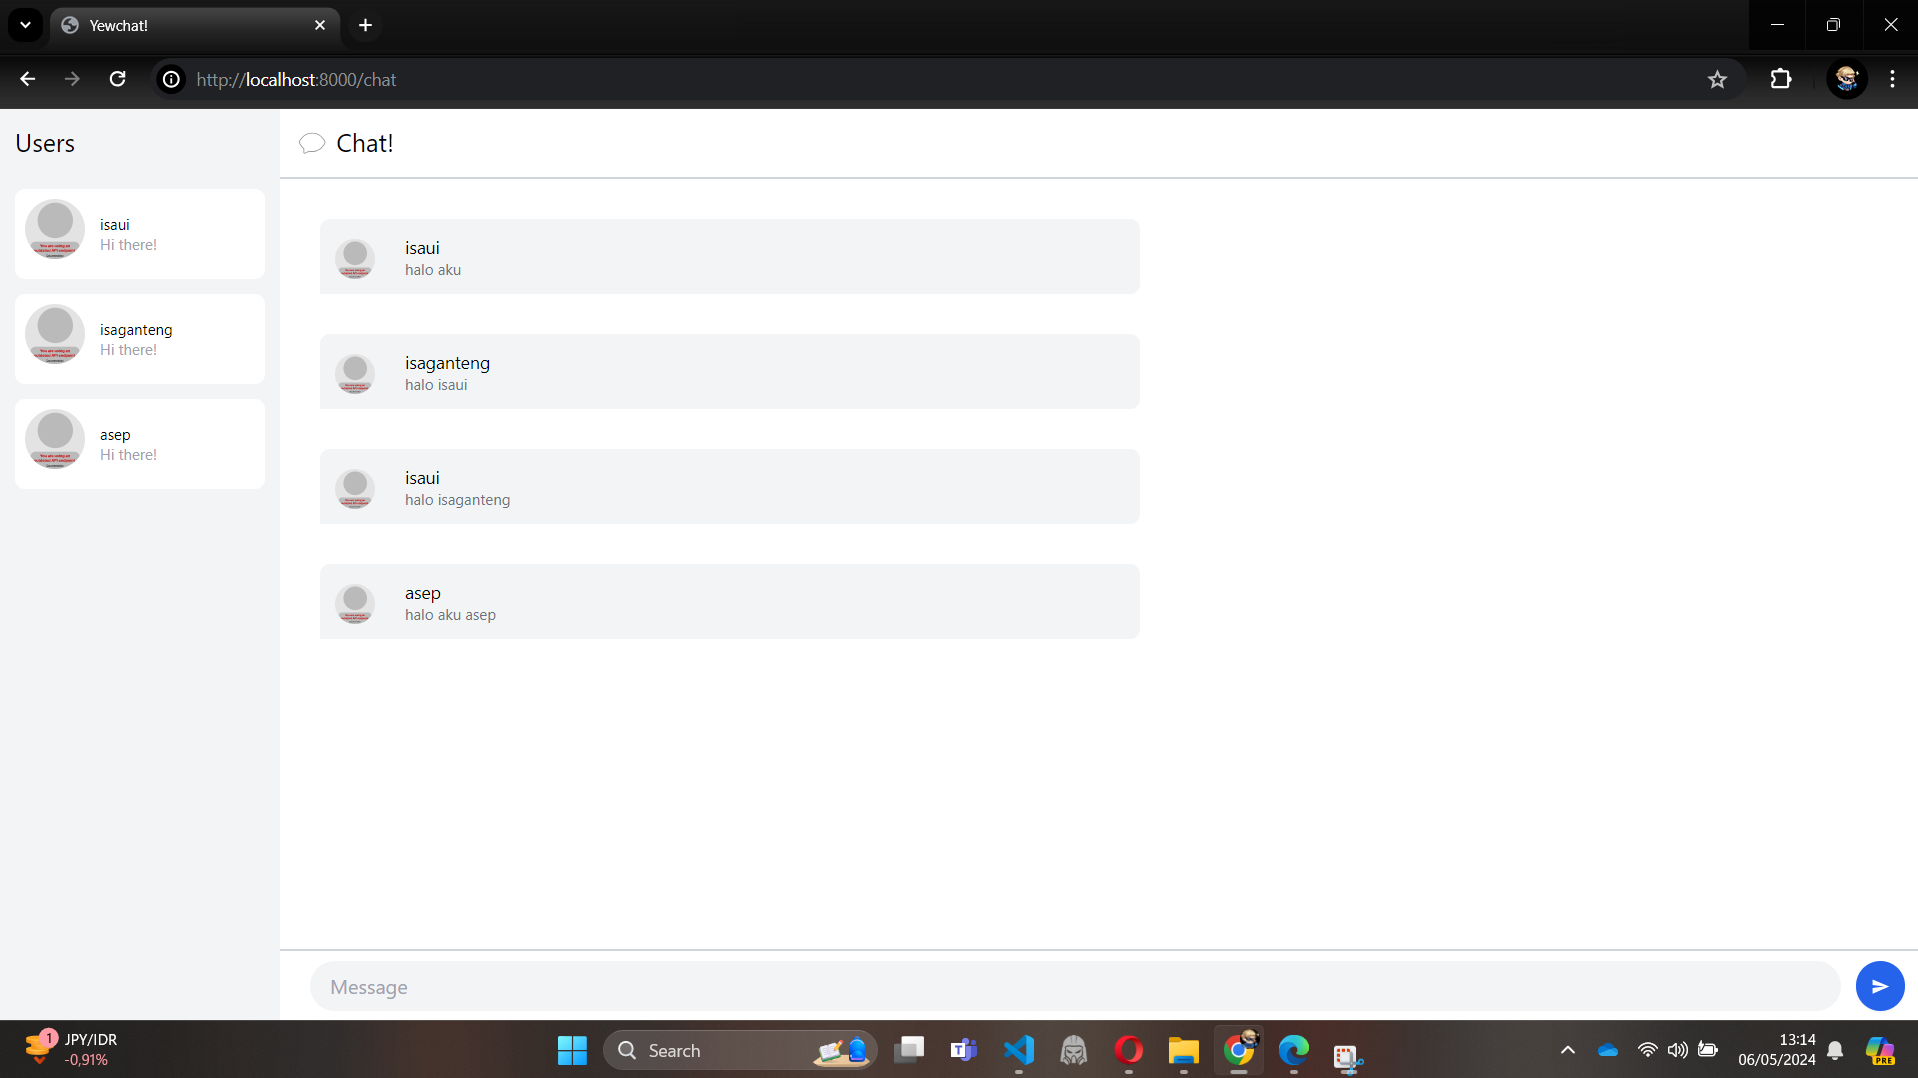 Yewchat!
http://localhost:8000/chat
Users
isaui
Hi there!
isaganteng
Hi there!
asep
Hi there!
Chat!
isaui
halo aku
isaganteng
halo isaui
isaui
halo isaganteng
asep
halo aku asep
Message
1
JPY/IDR
-0,91%
Search
T
13:14
06/05/2024
PRE